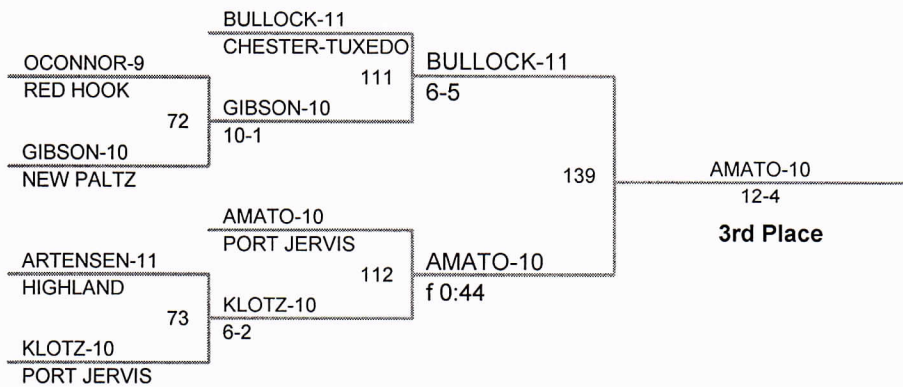 BULLOCK-11
CHESTER-TUXEDO
OCONNOR-9
RED HOOK
111
BULLOCK-11
6-5
72
GIBSON-10
10-1
GIBSON-10
NEW PALTZ
139
AMATO-10
12-4
3rd Place
AMATO-10
PORT JERVIS
ARTENSEN-11
HIGHLAND
112
AMATO-10
f 0:44
73
KLOTZ-10
6-2
KLOTZ-10
PORT JERVIS